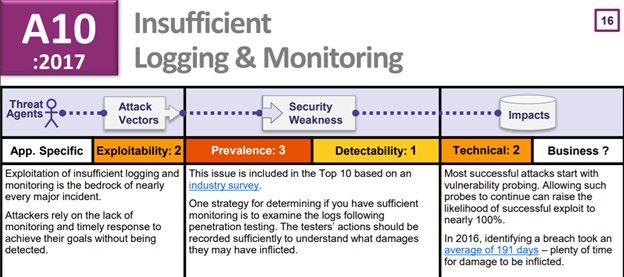 A10
:2017
Insufficient
Logging & Monitoring
16
Threat
Agents
Attack
Vectors
Security
Weakness
Impacts
App. Specific
Exploitability: 2
Prevalence: 3
Detectability: 1
Technical: 2
Business ?
Exploitation of insufficient logging and
monitoring is the bedrock of nearly
every major incident.
Attackers rely on the lack of
monitoring and timely response to
achieve their goals without being
detected.
This issue is included in the Top 10 based on an
industry survey.
One strategy for determining if you have sufficient
monitoring is to examine the logs following
penetration testing. The testers' actions should be
recorded sufficiently to understand what damages
they may have inflicted.
Most successful attacks start with
vulnerability probing. Allowing such
probes to continue can raise the
likelihood of successful exploit to
nearly 100%.
In 2016, identifying a breach took an
average of 191 days – plenty of time
for damage to be inflicted.